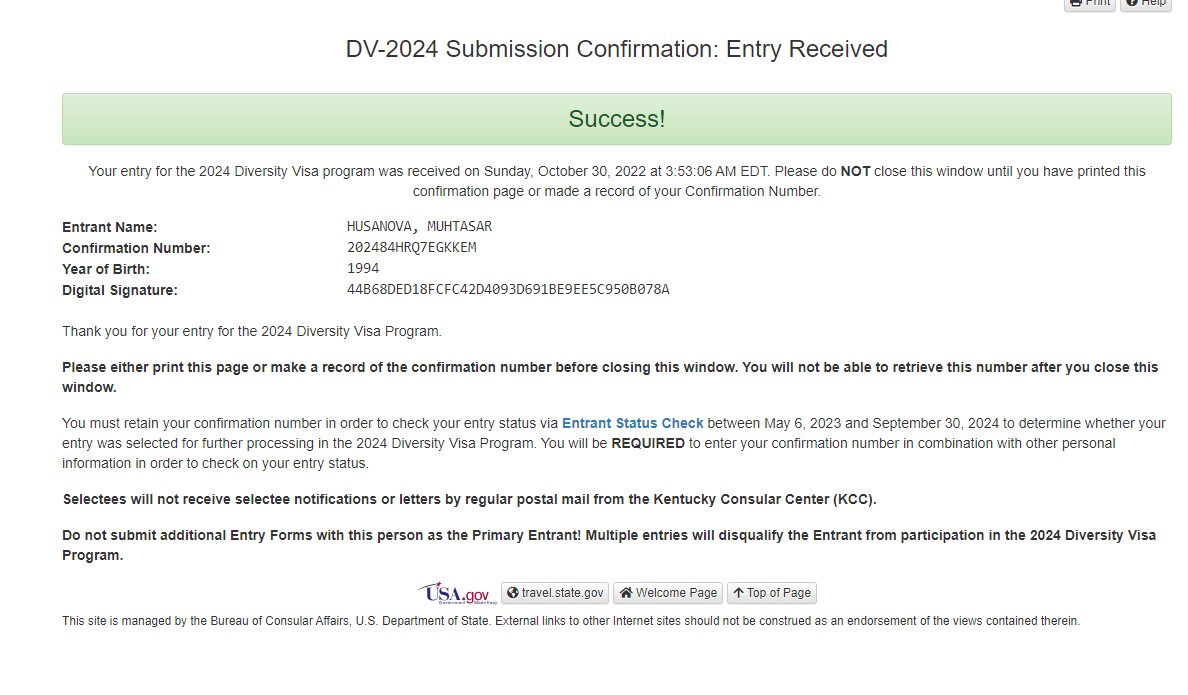 Print Help
DV-2024 Submission Confirmation: Entry Received
Success!
Your entry for the 2024 Diversity Visa program was received on Sunday, October 30, 2022 at 3:53:06 AM EDT. Please do NOT close this window until you have printed this
confirmation page or made a record of your Confirmation Number.
Entrant Name: HUSANOVA, MUHTASAR
Confirmation Number: 202484HRQ7EGKKEM
Year of Birth: 1994
Digital Signature: 44B68DED18FCFC42D4093D691BE9EE5C950B078A
Thank you for your entry for the 2024 Diversity Visa Program.
Please either print this page or make a record of the confirmation number before closing this window. You will not be able to retrieve this number after you close this
window.
You must retain your confirmation number in order to check your entry status via Entrant Status Check between May 6, 2023 and September 30, 2024 to determine whether your
entry was selected for further processing in the 2024 Diversity Visa Program. You will be REQUIRED to enter your confirmation number in combination with other personal
information in order to check on your entry status.
Selectees will not receive selectee notifications or letters by regular postal mail from the Kentucky Consular Center (KCC).
Do not submit additional Entry Forms with this person as the Primary Entrant! Multiple entries will disqualify the Entrant from participation in the 2024 Diversity Visa
Program.
USA.gov Government Made Easy travel.state.gov Welcome Page Top of Page
This site is managed by the Bureau of Consular Affairs, U.S. Department of State. External links to other Internet sites should not be construed as an endorsement of the views contained therein.